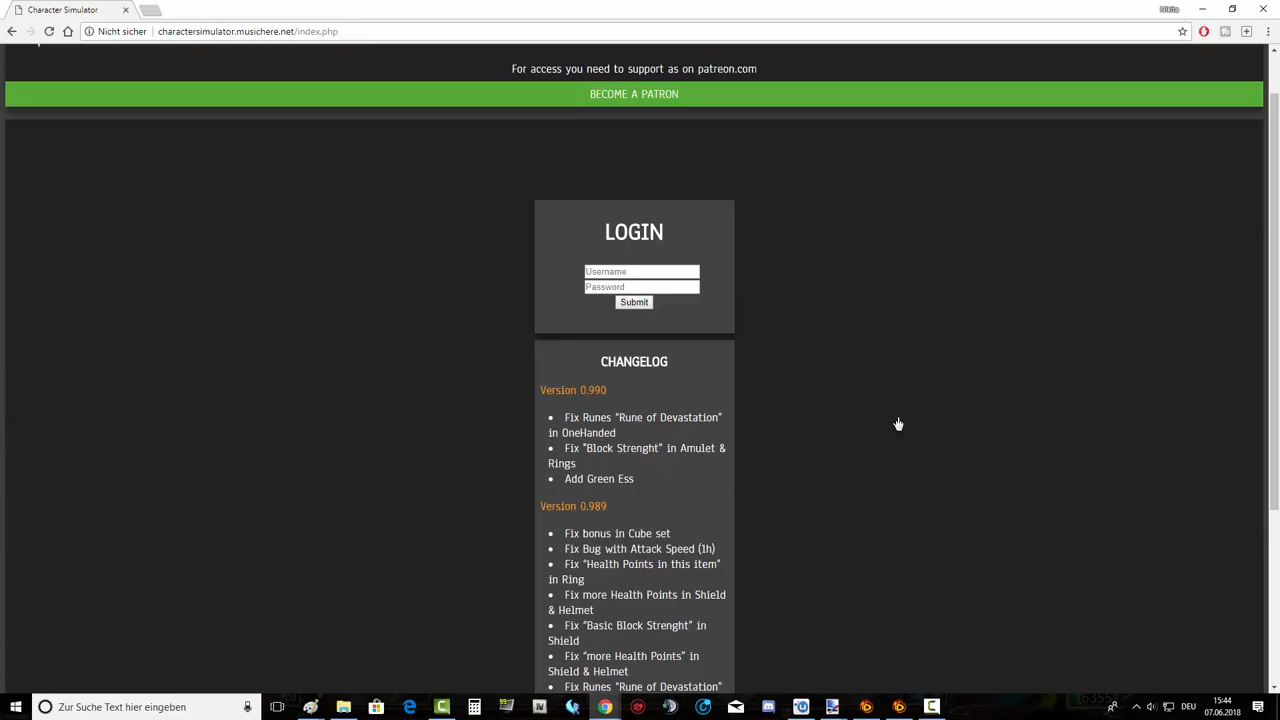 Character Simulator
Nikita
Nicht sicher
charactersimulator.musichere.net/index.php
For access you need to support as on patreon.com
BECOME A PATRON
LOGIN
Username
Password
Submit
CHANGELOG
Version 0.990
Fix Runes "Rune of Devastation"
in OneHanded
Fix "Block Strenght" in Amulet &
Rings
Add Green Ess
Version 0.989
Fix bonus in Cube set
Fix Bug with Attack Speed (1h)
Fix "Health Points in this item"
in Ring
Fix more Health Points in Shield
& Helmet
Fix "Basic Block Strenght" in
Shield
Fix "more Health Points" in
Shield & Helmet
Fix Runes "Rune of Devastation"
Zur Suche Text hier eingeben
DEU
15:44
07.06.2018